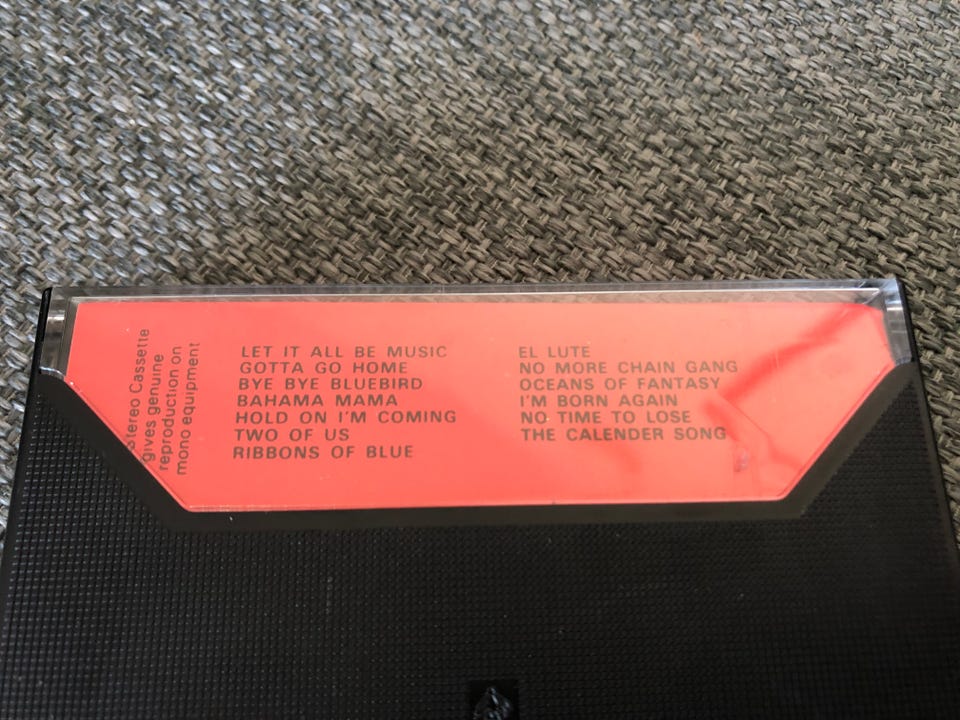 Stereo Cassette
gives genuine
reproduction on
mono equipment
LET IT ALL BE MUSIC
GOTTA GO HOME
BYE BYE BLUEBIRD
BAHAMA MAMA
HOLD ON I'M COMING
TWO OF US
RIBBONS OF BLUE
EL LUTE
NO MORE CHAIN GANG
OCEANS OF FANTASY
I'M BORN AGAIN
NO TIME TO LOSE
THE CALENDER SONG